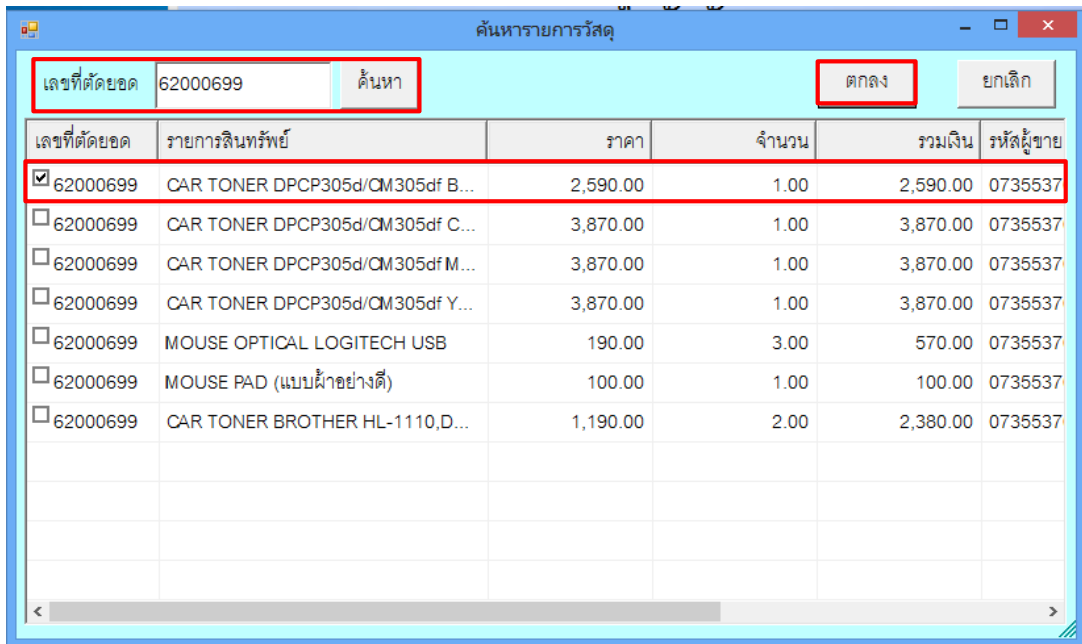 ค้นหารายการวัสดุ
เลขที่ตัดยอด 62000699 ค้นหา ตกลง ยกเลิก
เลขที่ตัดยอด รายการสินทรัพย์ ราคา จำนวน รวมเงิน รหัสผู้ขาย
62000699 CAR TONER DPCP305d/CM305df B... 2,590.00 1.00 2,590.00 0735537
62000699 CAR TONER DPCP305d/CM305df C... 3,870.00 1.00 3,870.00 0735537
62000699 CAR TONER DPCP305d/CM305df M... 3,870.00 1.00 3,870.00 0735537
62000699 CAR TONER DPCP305d/CM305df Y... 3,870.00 1.00 3,870.00 0735537
62000699 MOUSE OPTICAL LOGITECH USB 190.00 3.00 570.00 0735537
62000699 MOUSE PAD (แบบผ้าอย่างดี) 100.00 1.00 100.00 0735537
62000699 CAR TONER BROTHER HL-1110,D... 1,190.00 2.00 2,380.00 0735537